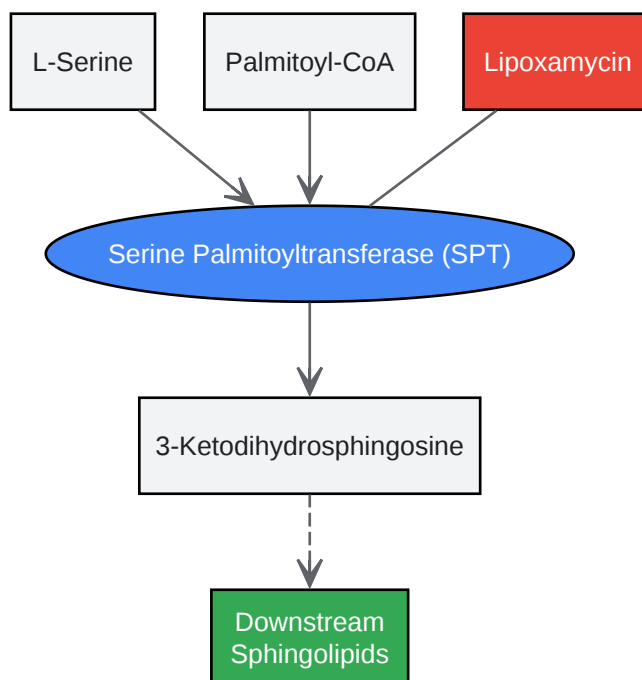 L-Serine
Palmitoyl-CoA
Lipoxamycin
Serine Palmitoyltransferase (SPT)
3-Ketodihydrosphingosine
Downstream
Sphingolipids